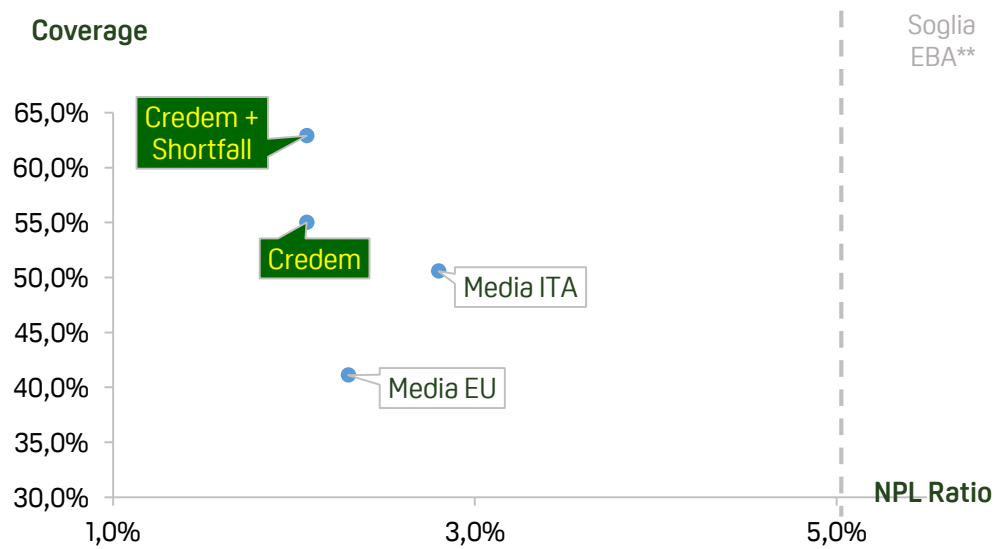 Coverage
Soglia
EBA**
65,0%
60,0%
55,0%
50,0%
45,0%
40,0%
35,0%
30,0%
Credem +
Shortfall
Credem
Media ITA
Media EU
NPL Ratio
1,0%
3,0%
5,0%